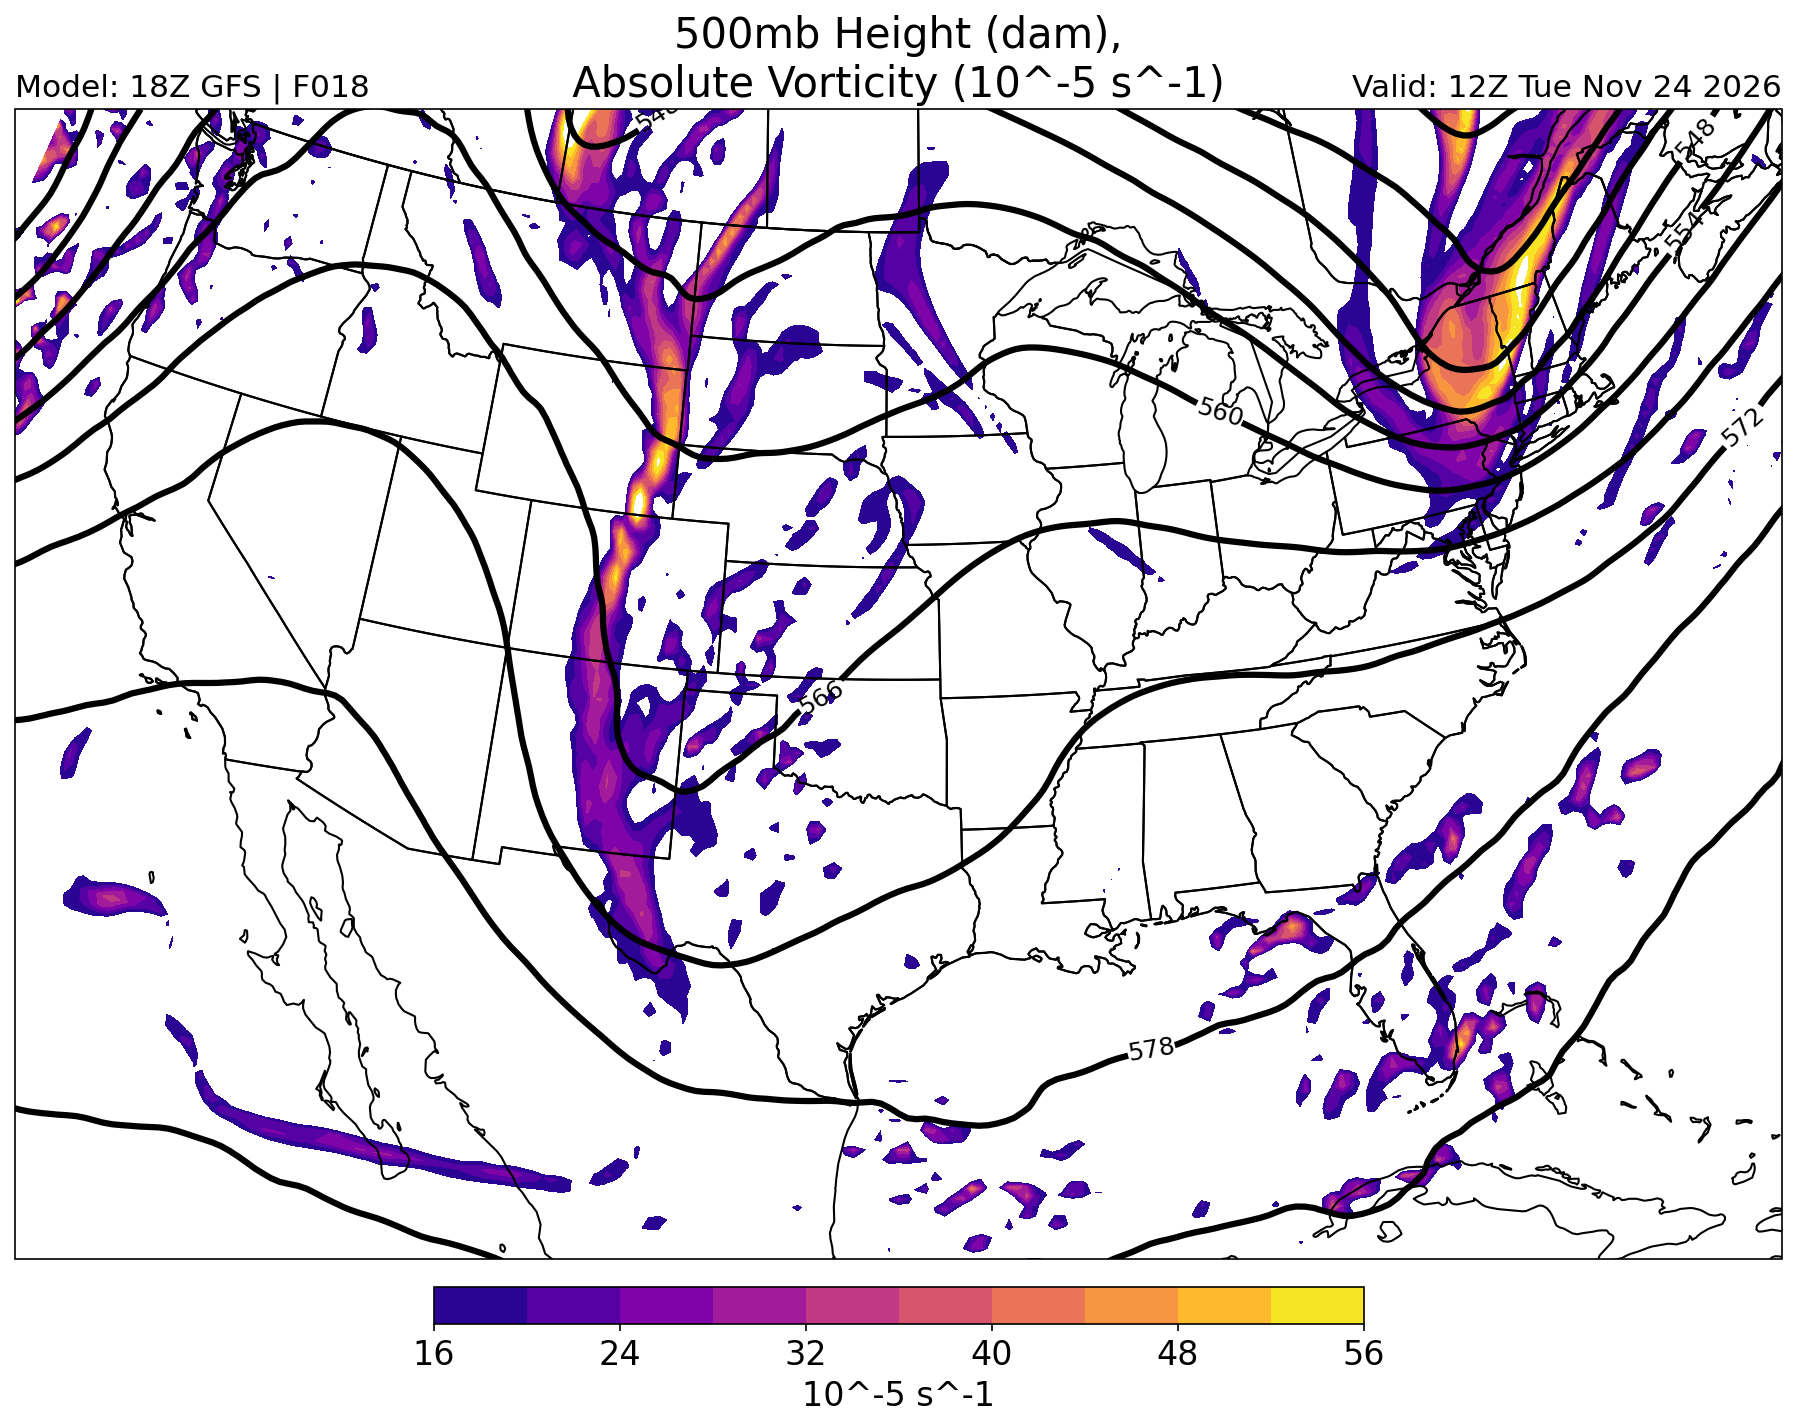 500mb Height (dam),
Absolute Vorticity (10^-5 s^-1)
Model: 18Z GFS | F018
Valid: 12Z Tue Nov 24 2026
548
554
560
572
566
578
16 24 32 40 48 56
10^-5 s^-1